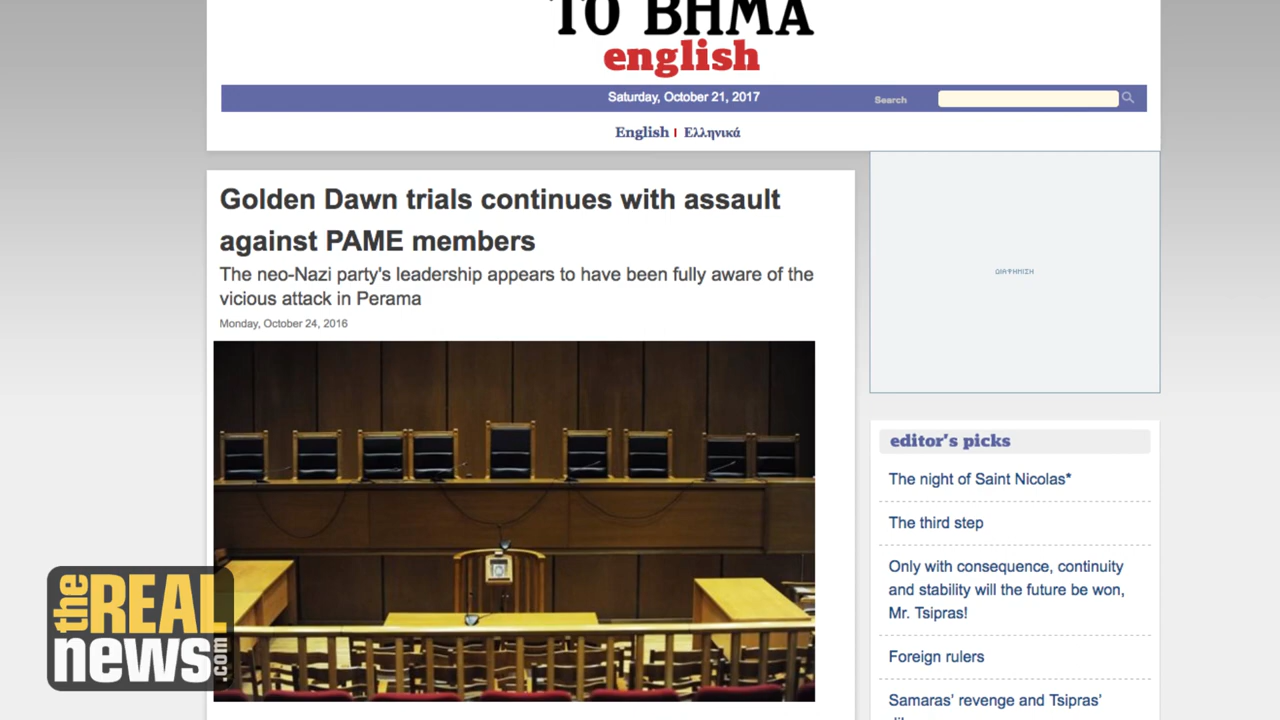 TO BHMA
english
Saturday, October 21, 2017
Search
English | Ελληνικά
Golden Dawn trials continues with assault
against PAME members
The neo-Nazi party's leadership appears to have been fully aware of the
vicious attack in Perama
Monday, October 24, 2016
ΔΙΑΦΗΜΙΣΗ
editor's picks
The night of Saint Nicolas*
The third step
Only with consequence, continuity
and stability will the future be won,
Mr. Tsipras!
Foreign rulers
Samaras' revenge and Tsipras'
the REAL
news.com